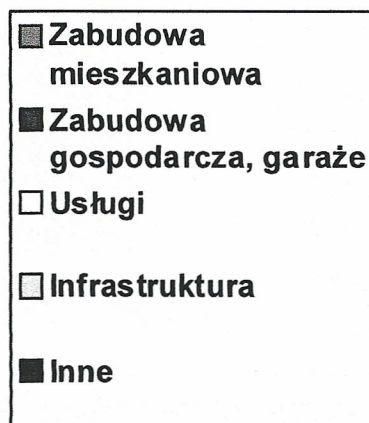 Zabudowa
mieszkaniowa
Zabudowa
gospodarcza, garaże
Usługi
Infrastruktura
Inne